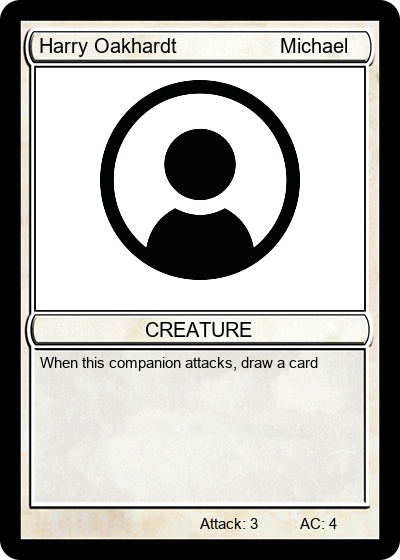 Harry Oakhardt Michael
CREATURE
When this companion attacks, draw a card
Attack: 3 AC: 4